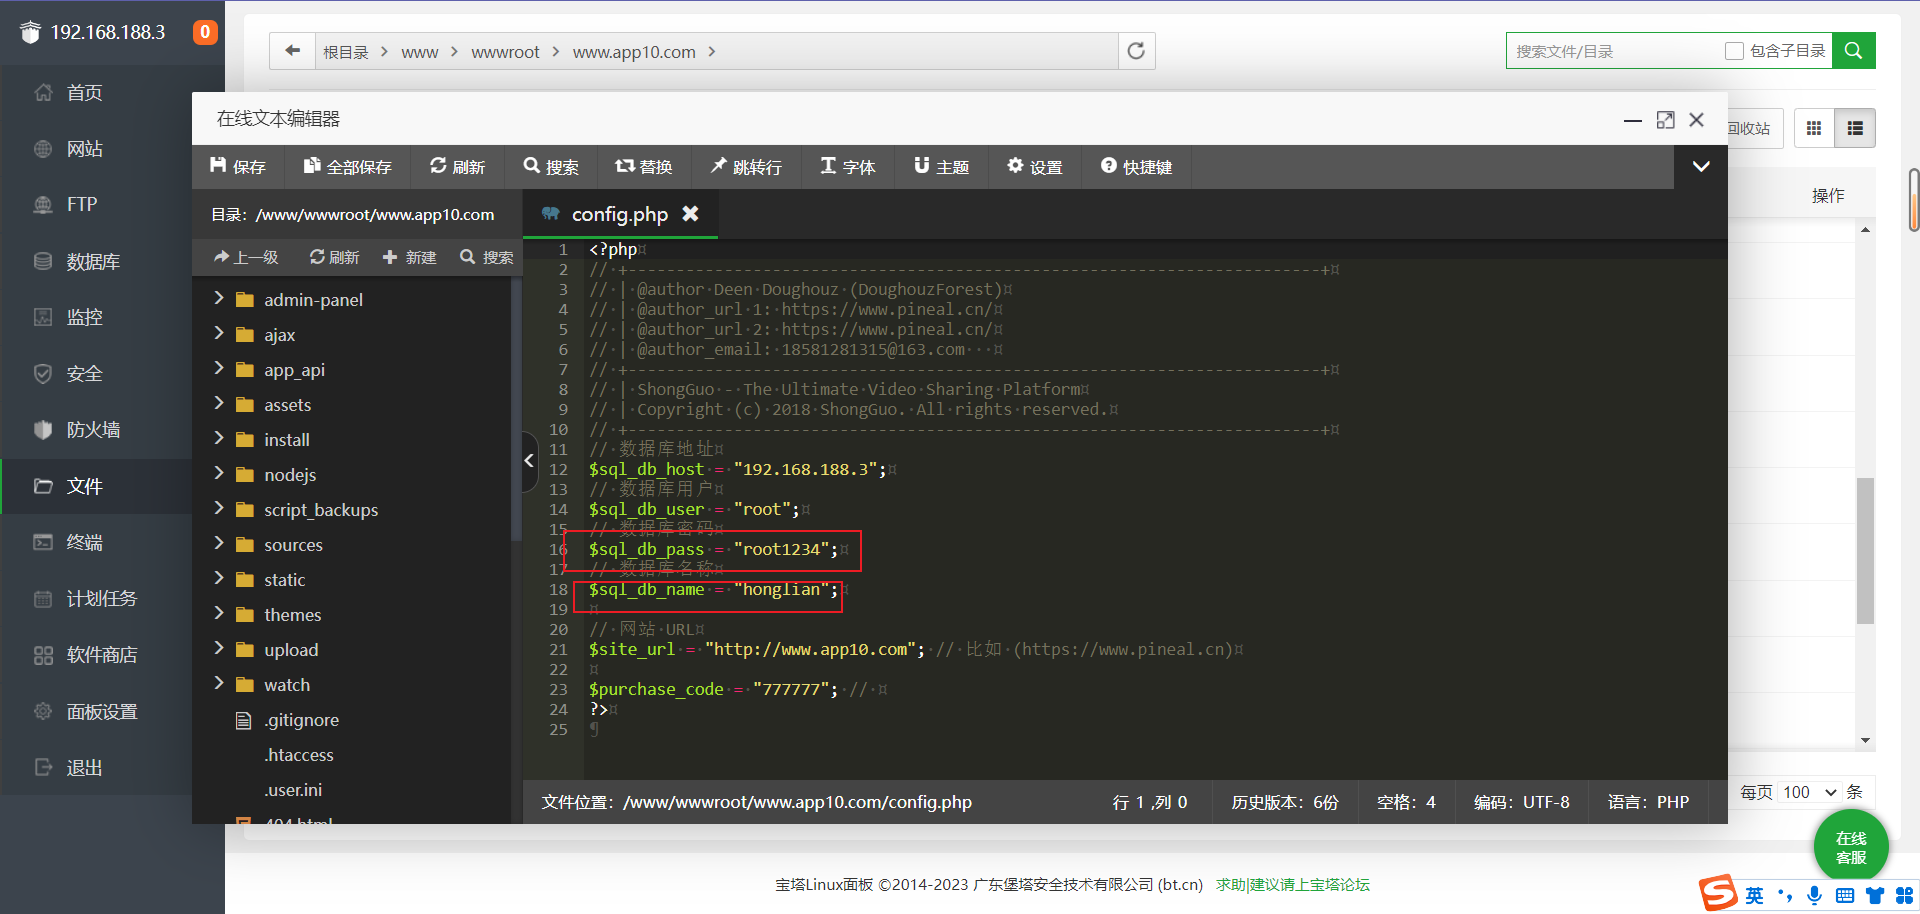 192.168.188.3
0
首页
网站
FTP
数据库
监控
安全
防火墙
文件
终端
计划任务
软件商店
面板设置
退出
根目录 > www > wwwroot > www.app10.com >
搜索文件/目录
包含子目录
回收站
操作
在线文本编辑器
保存
全部保存
刷新
搜索
替换
跳转行
字体
主题
设置
快捷键
目录：/www/wwwroot/www.app10.com
上一级
刷新
新建
搜索
admin-panel
ajax
app_api
assets
install
nodejs
script_backups
sources
static
themes
upload
watch
.gitignore
.htaccess
.user.ini
404.html
config.php
1 <?php
2 // +------------------------------------------------------------------------+
3 // | @author Deen Doughouz (DoughouzForest)
4 // | @author_url 1: https://www.pineal.cn/
5 // | @author_url 2: https://www.pineal.cn/
6 // | @author_email: 18581281315@163.com
7 // +------------------------------------------------------------------------+
8 // | ShongGuo - The Ultimate Video Sharing Platform
9 // | Copyright (c) 2018 ShongGuo. All rights reserved.
10 // +------------------------------------------------------------------------+
11 // 数据库地址
12 $sql_db_host = "192.168.188.3";
13 // 数据库用户
14 $sql_db_user = "root";
15 // 数据库密码
16 $sql_db_pass = "root1234";
17 // 数据库名称
18 $sql_db_name = "honglian";
19
20 // 网站 URL
21 $site_url = "http://www.app10.com"; // 比如 (https://www.pineal.cn)
22
23 $purchase_code = "777777"; //
24 ?>
25
文件位置：/www/wwwroot/www.app10.com/config.php
行 1 ,列 0
历史版本：6份
空格：4
编码：UTF-8
语言：PHP
每页 100 条
在线
客服
宝塔Linux面板 ©2014-2023 广东堡塔安全技术有限公司 (bt.cn)
求助|建议请上宝塔论坛
S 英